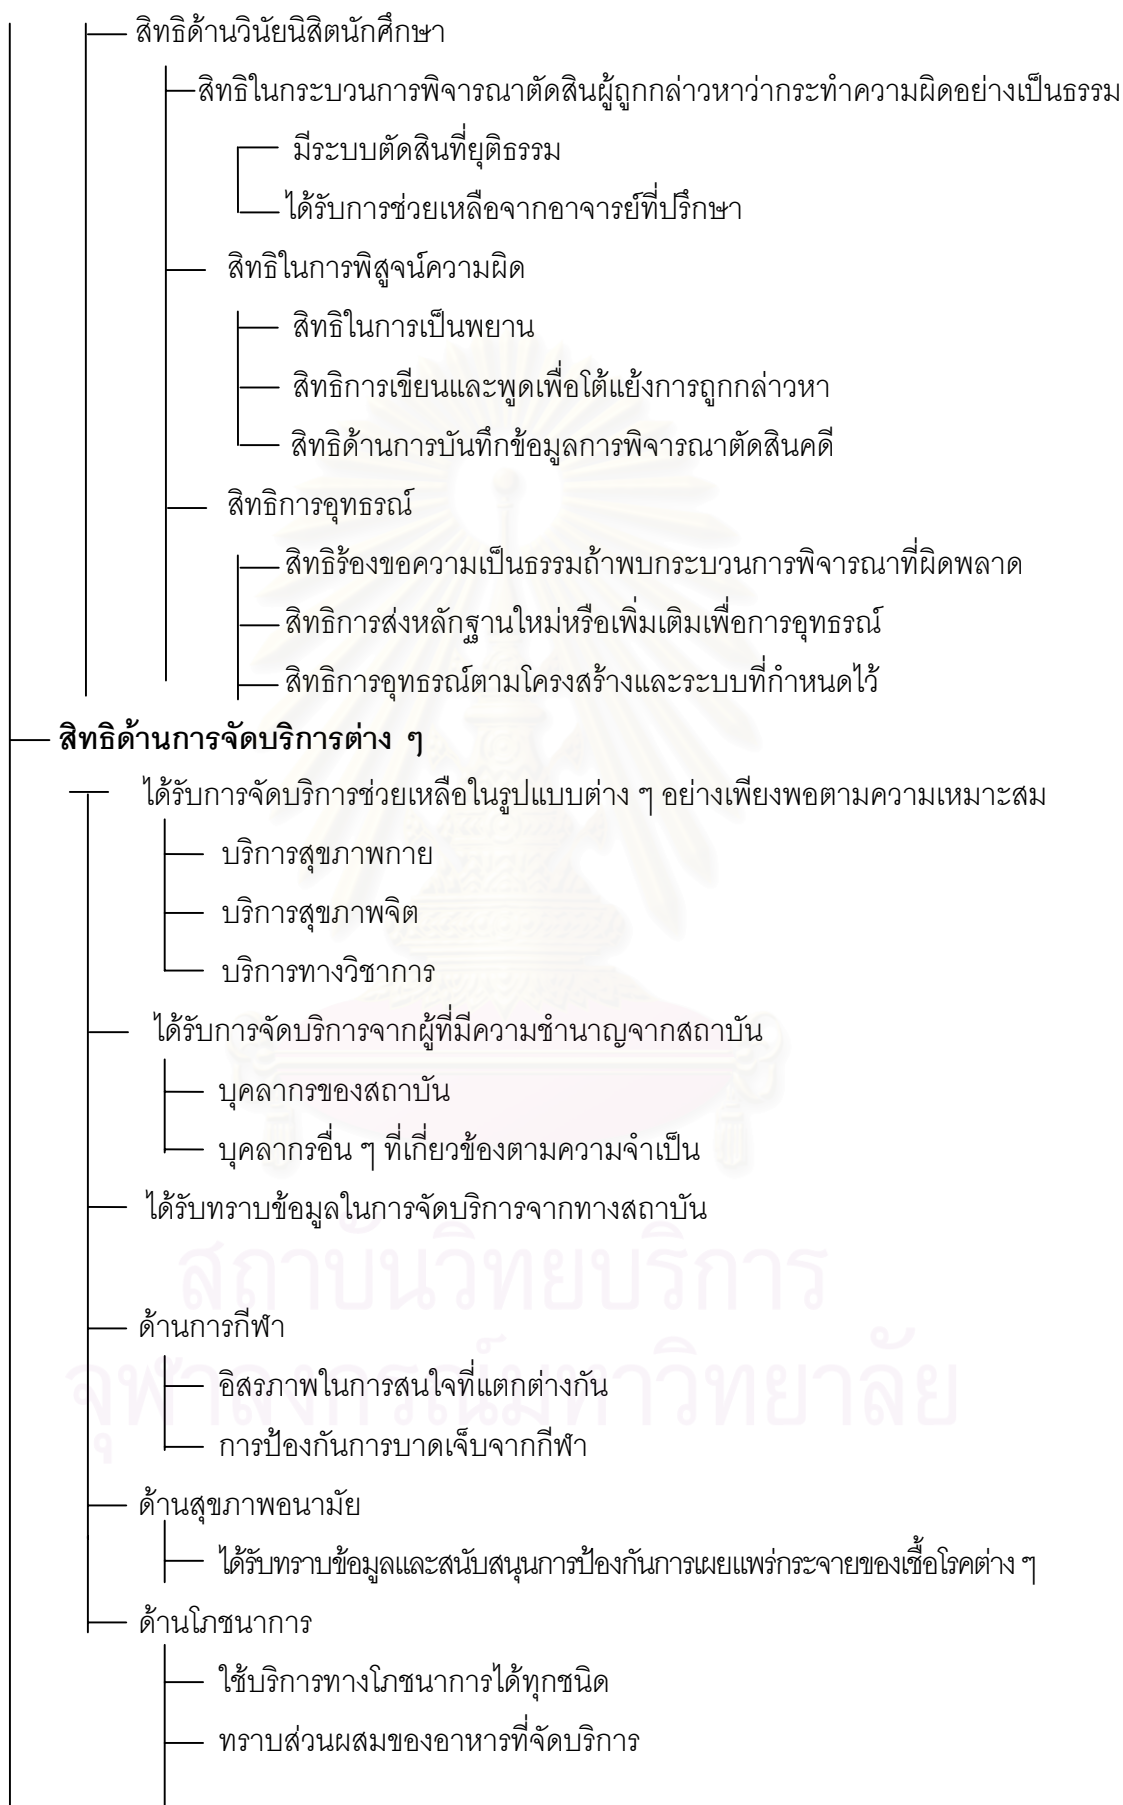 สิทธิด้านวินัยนิสิตนักศึกษา
สิทธิในกระบวนการพิจารณาตัดสินผู้ถูกกล่าวหาว่ากระทำความผิดอย่างเป็นธรรม
มีระบบตัดสินที่ยุติธรรม
ได้รับการช่วยเหลือจากอาจารย์ที่ปรึกษา
สิทธิในการพิสูจน์ความผิด
สิทธิในการเป็นพยาน
สิทธิการเขียนและพูดเพื่อโต้แย้งการถูกกล่าวหา
สิทธิด้านการบันทึกข้อมูลการพิจารณาตัดสินคดี
สิทธิการอุทธรณ์
สิทธิร้องขอความเป็นธรรมถ้าพบกระบวนการพิจารณาที่ผิดพลาด
สิทธิการส่งหลักฐานใหม่หรือเพิ่มเติมเพื่อการอุทธรณ์
สิทธิการอุทธรณ์ตามโครงสร้างและระบบที่กำหนดไว้
สิทธิด้านการจัดบริการต่าง ๆ
ได้รับการจัดบริการช่วยเหลือในรูปแบบต่าง ๆ อย่างเพียงพอตามความเหมาะสม
บริการสุขภาพกาย
บริการสุขภาพจิต
บริการทางวิชาการ
ได้รับการจัดบริการจากผู้ที่มีความชำนาญจากสถาบัน
บุคลากรของสถาบัน
บุคลากรอื่น ๆ ที่เกี่ยวข้องตามความจำเป็น
ได้รับทราบข้อมูลในการจัดบริการจากทางสถาบัน
สถาบันวิทยบริการ
ด้านการกีฬา
จุฬาลงกรณ์มหาวิทยาลัย
อิสรภาพในการสนใจที่แตกต่างกัน
การป้องกันการบาดเจ็บจากกีฬา
ด้านสุขภาพอนามัย
ได้รับทราบข้อมูลและสนับสนุนการป้องกันการเผยแพร่กระจายของเชื้อโรคต่าง ๆ
ด้านโภชนาการ
ใช้บริการทางโภชนาการได้ทุกชนิด
ทราบส่วนผสมของอาหารที่จัดบริการ